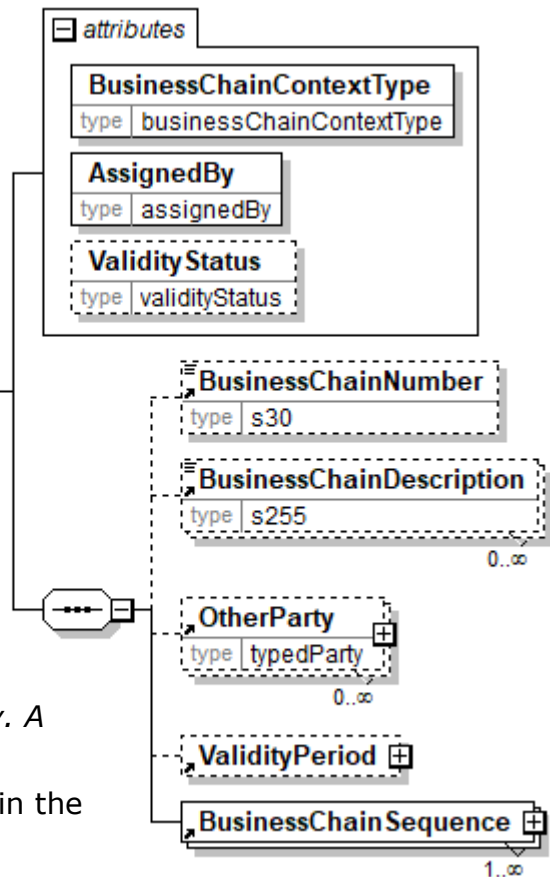 attributes
BusinessChainContextType
type businessChainContextType
AssignedBy
type assignedBy
ValidityStatus
type validityStatus
BusinessChainNumber
type s30
BusinessChainDescription
type s255
0..∞
OtherParty
type typedParty
0..∞
. A
ValidityPeriod
in the
BusinessChainSequence
1..∞